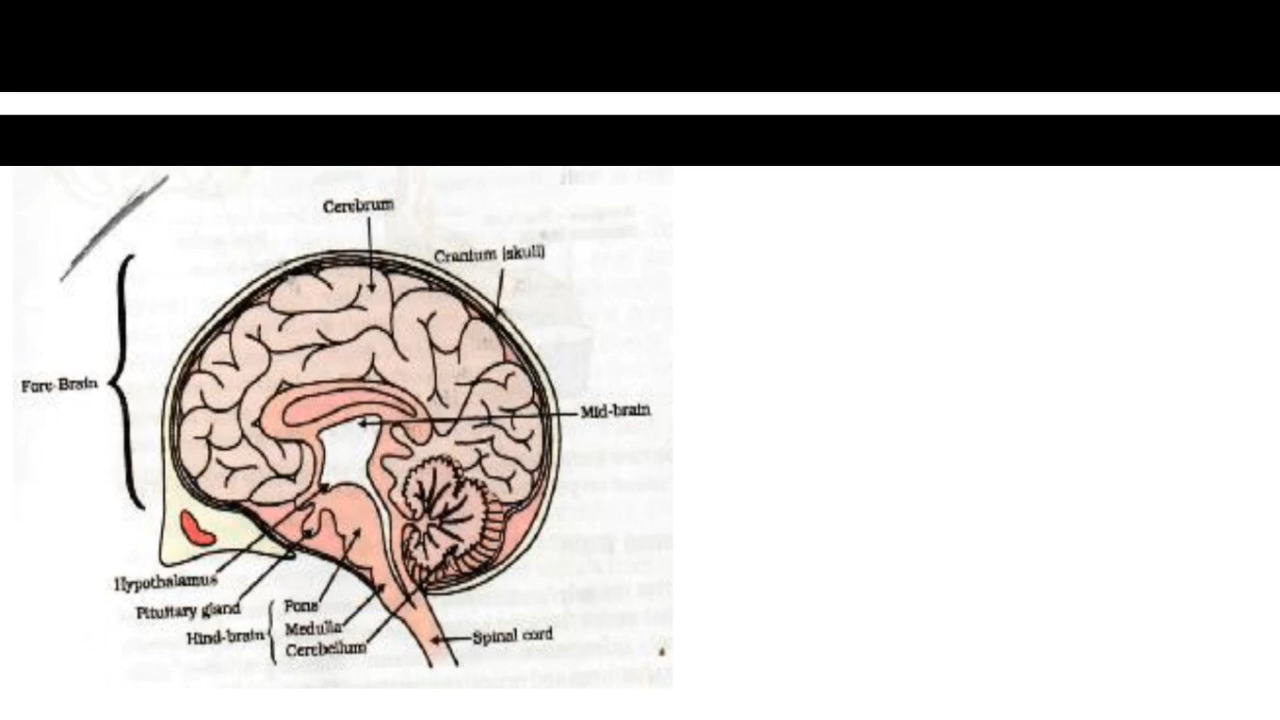 Cerebrum
Cranium (skull)
Fore-Brain
Mid-brain
Hypothalamus
Pituitary gland
Hind-brain
Pons
Medulla
Cerebellum
Spinal cord